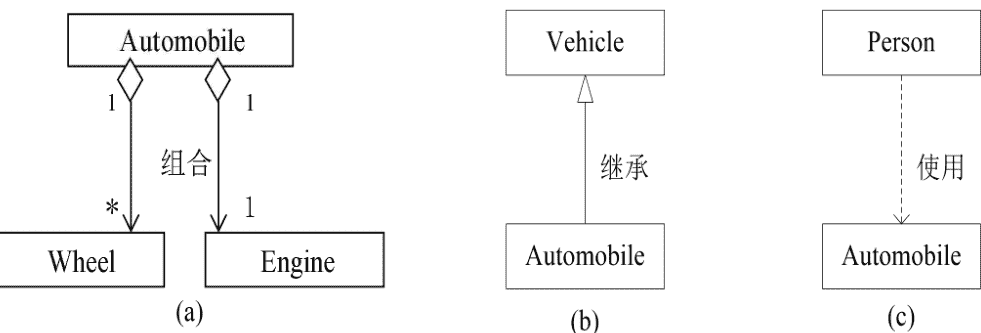 Automobile
1
1
组合
*
1
Wheel
Engine
(a)
Vehicle
继承
Automobile
(b)
Person
使用
Automobile
(c)